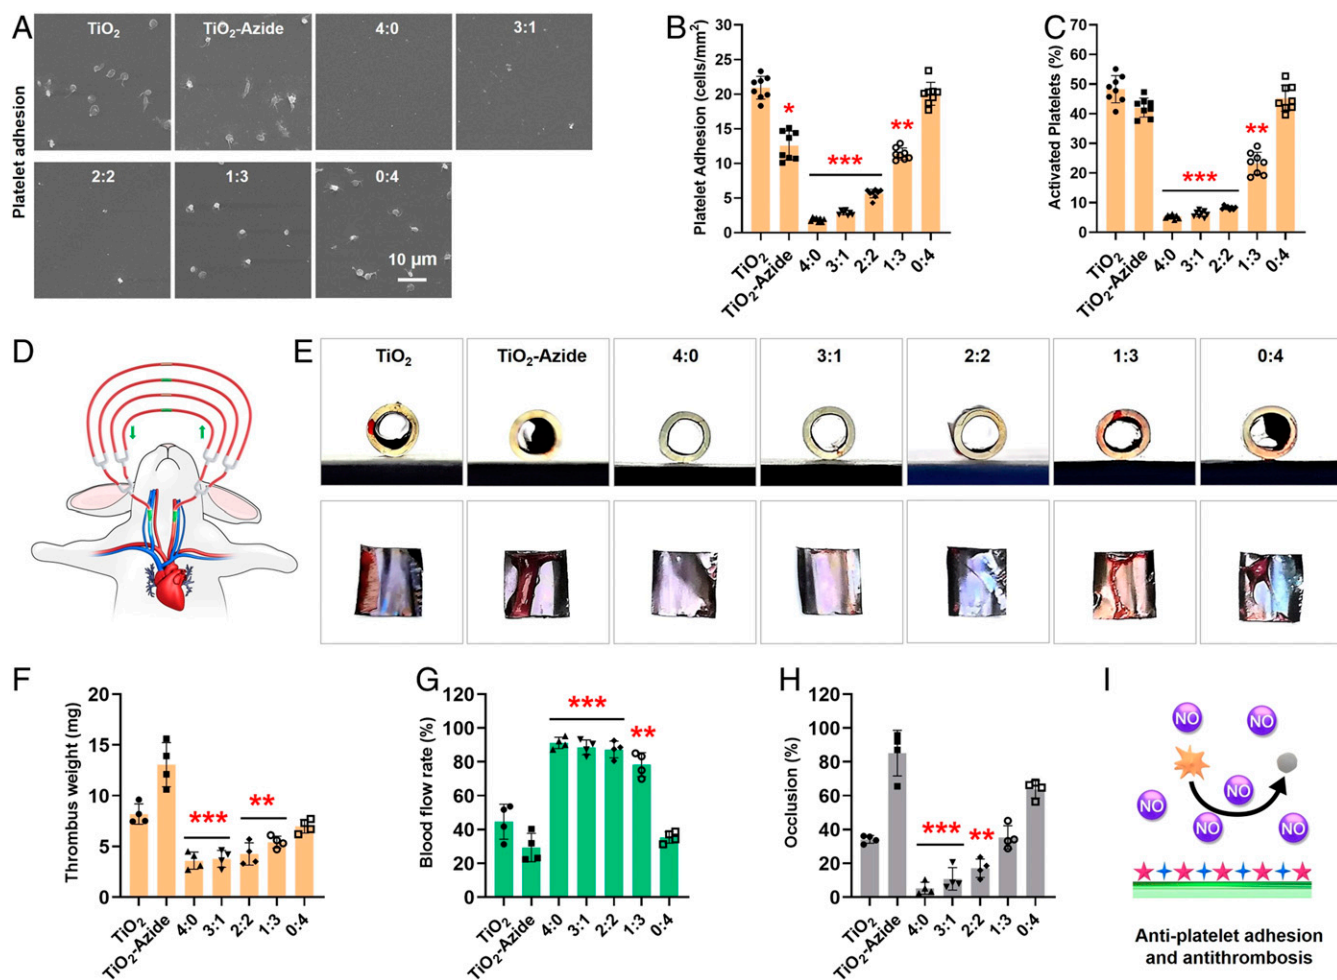 A
Platelet adhesion
TiO₂
TiO₂-Azide
4:0
3:1
2:2
1:3
0:4
10 μm
B
Platelet Adhesion (cells/mm²)
30
25
20
15
10
5
0
*
***
**
TiO₂
TiO₂-Azide
4:0
3:1
2:2
1:3
0:4
C
Activated Platelets (%)
70
60
50
40
30
20
10
0
***
**
TiO₂
TiO₂-Azide
4:0
3:1
2:2
1:3
0:4
D
E
TiO₂
TiO₂-Azide
4:0
3:1
2:2
1:3
0:4
F
Thrombus weight (mg)
20
15
10
5
0
***
**
TiO₂
TiO₂-Azide
4:0
3:1
2:2
1:3
0:4
G
Blood flow rate (%)
120
100
80
60
40
20
0
***
**
TiO₂
TiO₂-Azide
4:0
3:1
2:2
1:3
0:4
H
Occlusion (%)
120
100
80
60
40
20
0
***
**
TiO₂
TiO₂-Azide
4:0
3:1
2:2
1:3
0:4
I
NO
NO
NO
NO
NO
NO
Anti-platelet adhesion
and antithrombosis